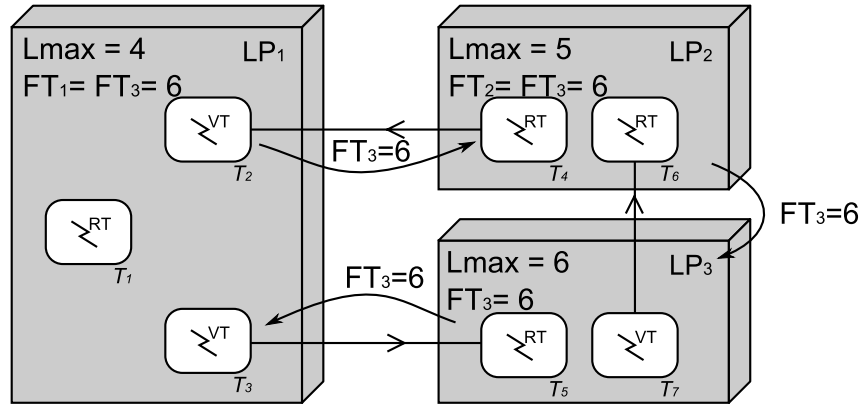 Lmax = 4 LP₁
FT₁= FT₃= 6
VT
T₂
RT
T₁
VT
T₃
FT₃=6
FT₃=6
Lmax = 5 LP₂
FT₂= FT₃= 6
RT
T₄
RT
T₆
FT₃=6
Lmax = 6 LP₃
FT₃= 6
RT
T₅
VT
T₇